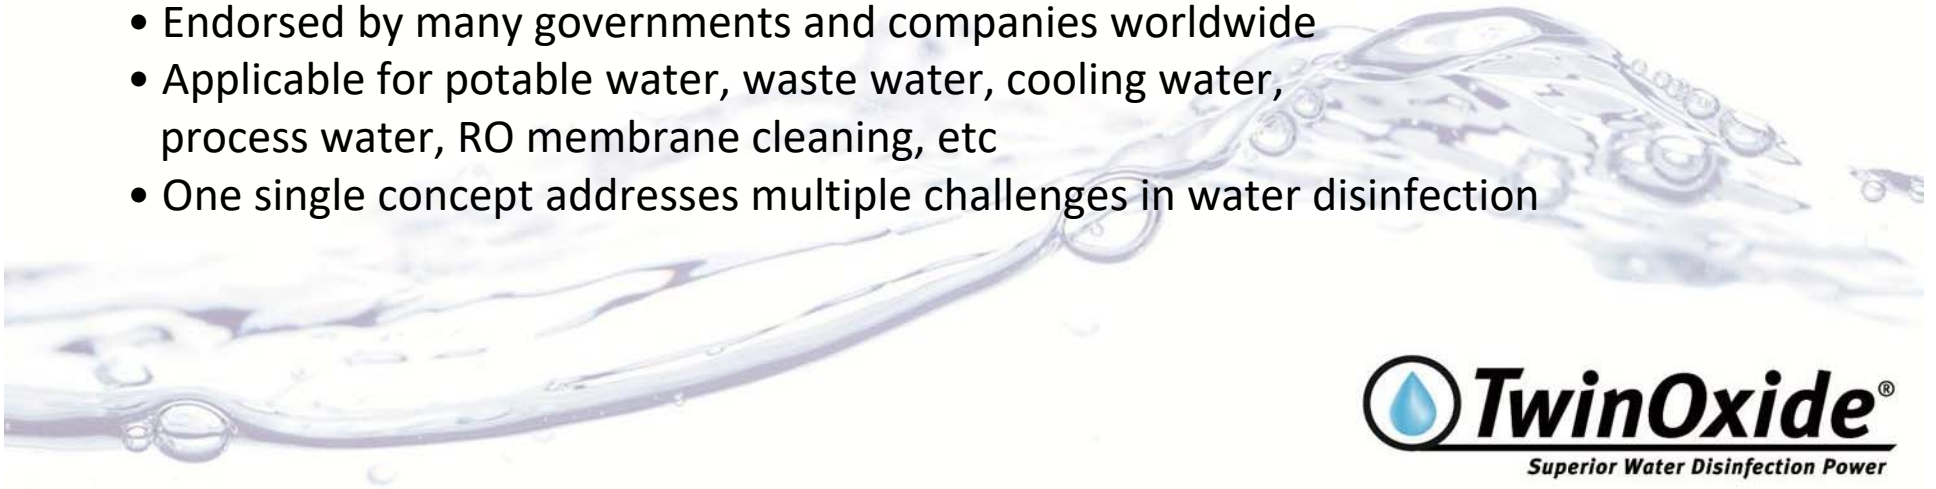 • Endorsed by many governments and companies worldwide
• Applicable for potable water, waste water, cooling water,
process water, RO membrane cleaning, etc
• One single concept addresses multiple challenges in water disinfection
TwinOxide®
Superior Water Disinfection Power